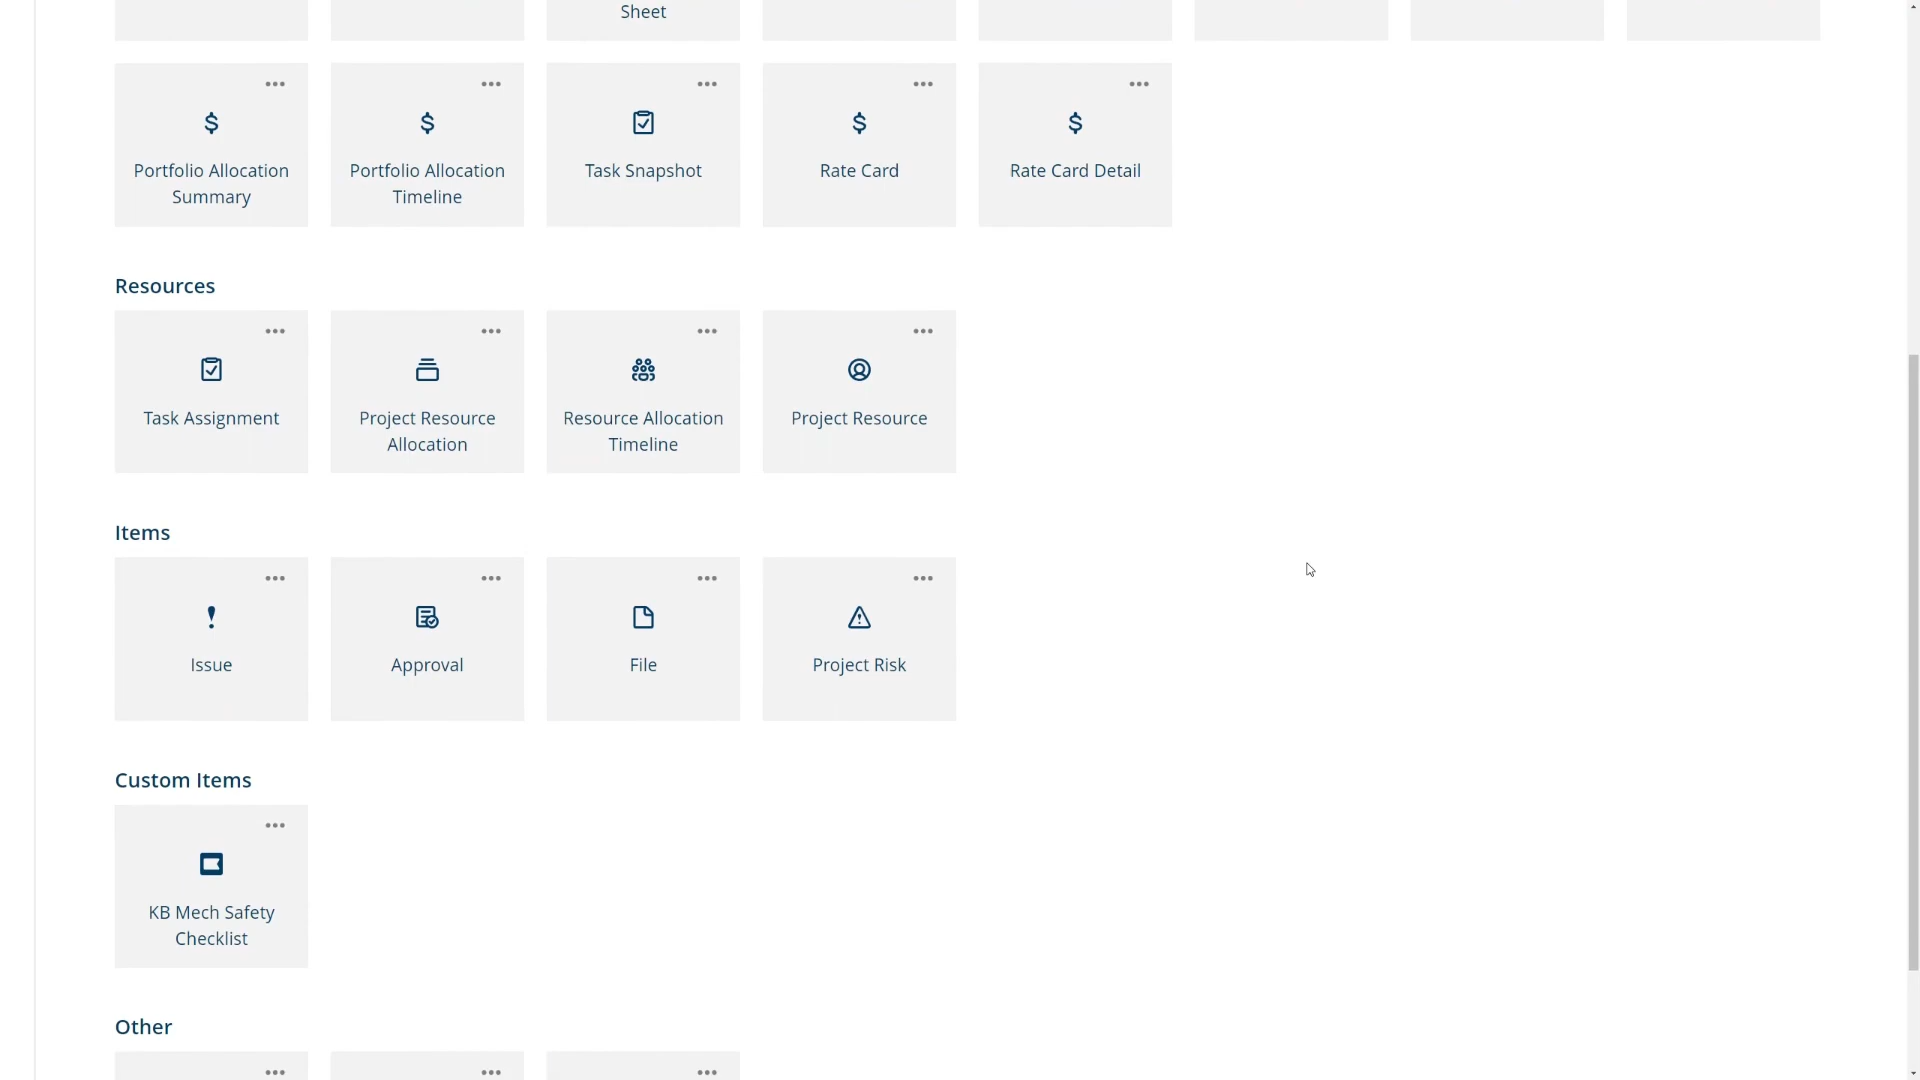 Sheet
Portfolio Allocation
Summary
Portfolio Allocation
Timeline
Task Snapshot
Rate Card
Rate Card Detail
Resources
Task Assignment
Project Resource
Allocation
Resource Allocation
Timeline
Project Resource
Items
Issue
Approval
File
Project Risk
Custom Items
KB Mech Safety
Checklist
Other